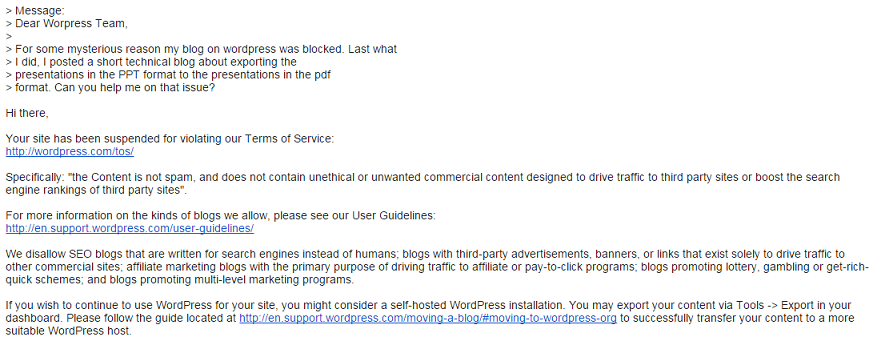 > Message:
> Dear Worpress Team,
>
> For some mysterious reason my blog on wordpress was blocked. Last what
> I did, I posted a short technical blog about exporting the
> presentations in the PPT format to the presentations in the pdf
> format. Can you help me on that issue?
Hi there,
Your site has been suspended for violating our Terms of Service:
http://wordpress.com/tos/
Specifically: "the Content is not spam, and does not contain unethical or unwanted commercial content designed to drive traffic to third party sites or boost the search
engine rankings of third party sites".
For more information on the kinds of blogs we allow, please see our User Guidelines:
http://en.support.wordpress.com/user-guidelines/
We disallow SEO blogs that are written for search engines instead of humans; blogs with third-party advertisements, banners, or links that exist solely to drive traffic to
other commercial sites; affiliate marketing blogs with the primary purpose of driving traffic to affiliate or pay-to-click programs; blogs promoting lottery, gambling or get-rich-
quick schemes; and blogs promoting multi-level marketing programs.
If you wish to continue to use WordPress for your site, you might consider a self-hosted WordPress installation. You may export your content via Tools -> Export in your
dashboard. Please follow the guide located at http://en.support.wordpress.com/moving-a-blog/#moving-to-wordpress-org to successfully transfer your content to a more
suitable WordPress host.